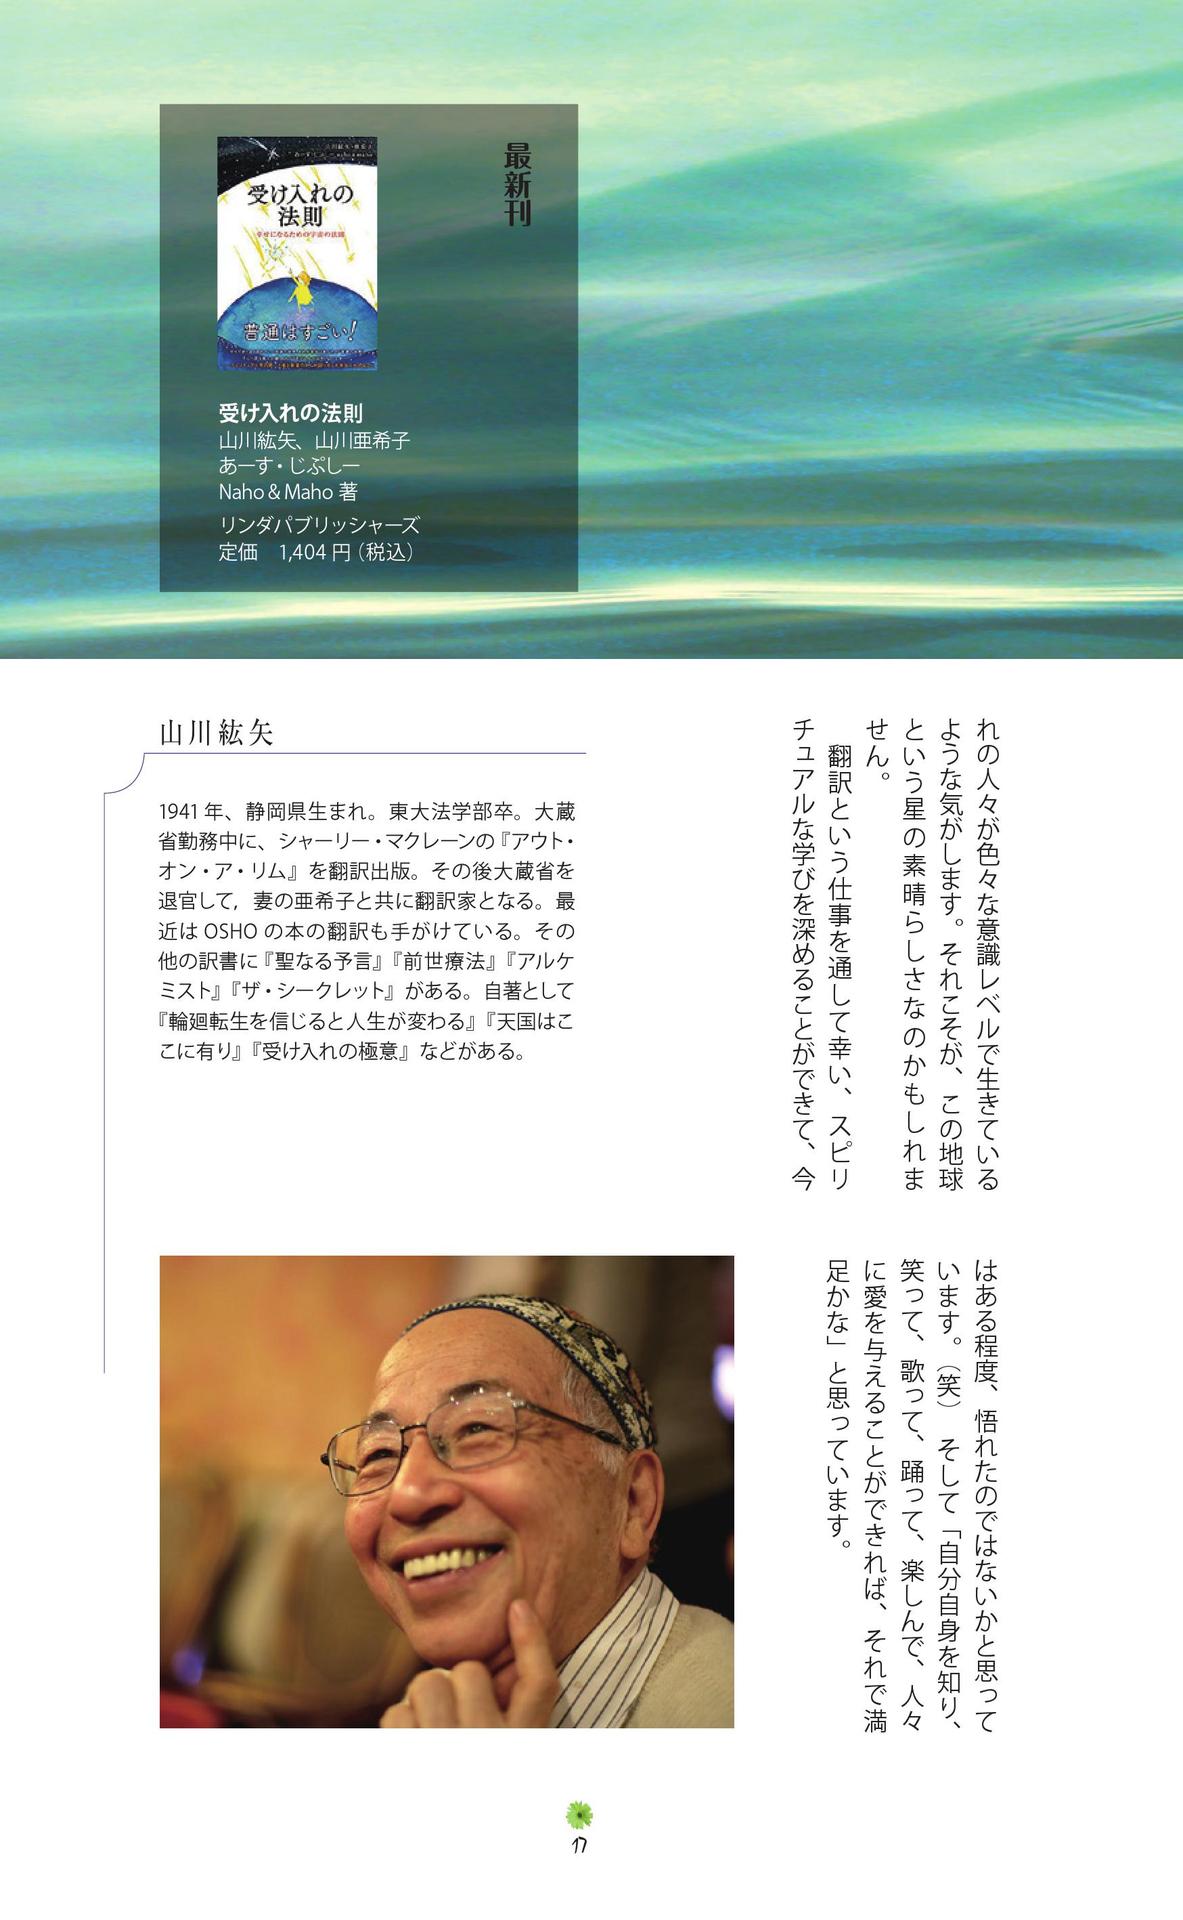 最新刊
受け入れの
法則
幸せになるための宇宙の法則
普通はすごい!
受け入れの法則
山川紘矢、山川亜希子
あーす・じぷしー
Naho & Maho 著
リンダパブリッシャーズ
定価　1,404 円（税込）
れの人々が色々な意識レベルで生きている
ような気がします。それこそが、この地球
という星の素晴らしさなのかもしれま
せん。
　翻訳という仕事を通して幸い、スピリ
チュアルな学びを深めることができて、今
はある程度、悟れたのではないかと思って
います。（笑）　そして「自分自身を知り、
笑って、歌って、踊って、楽しんで、人々
に愛を与えることができれば、それで満
足かな」と思っています。
山川紘矢
1941 年、静岡県生まれ。東大法学部卒。大蔵
省勤務中に、シャーリー・マクレーンの『アウト・
オン・ア・リム』を翻訳出版。その後大蔵省を
退官して，妻の亜希子と共に翻訳家となる。最
近は OSHO の本の翻訳も手がけている。その
他の訳書に『聖なる予言』『前世療法』『アルケ
ミスト』『ザ・シークレット』がある。自著として
『輪廻転生を信じると人生が変わる』『天国はこ
こに有り』『受け入れの極意』などがある。
17